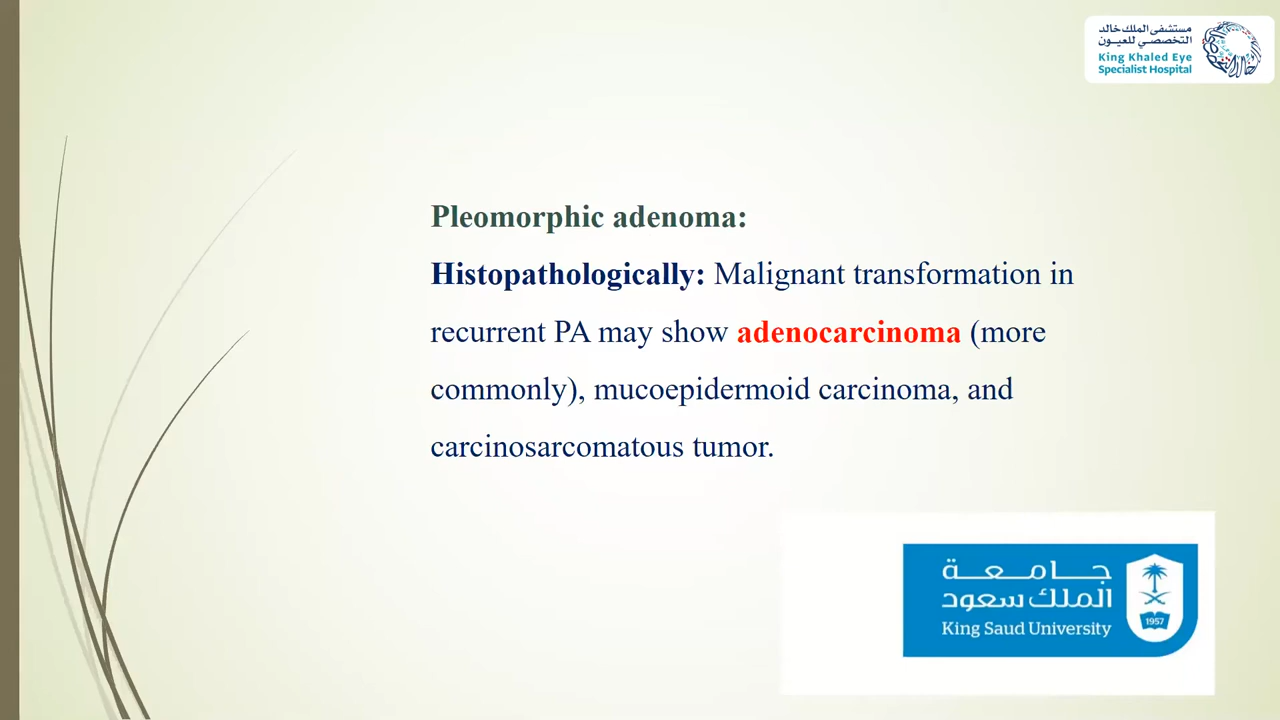 مستشفى الملك خالد
التخصصي للعيون
King Khaled Eye
Specialist Hospital
Pleomorphic adenoma:
Histopathologically: Malignant transformation in
recurrent PA may show adenocarcinoma (more
commonly), mucoepidermoid carcinoma, and
carcinosarcomatous tumor.
جامعة
الملك سعود
King Saud University
1957